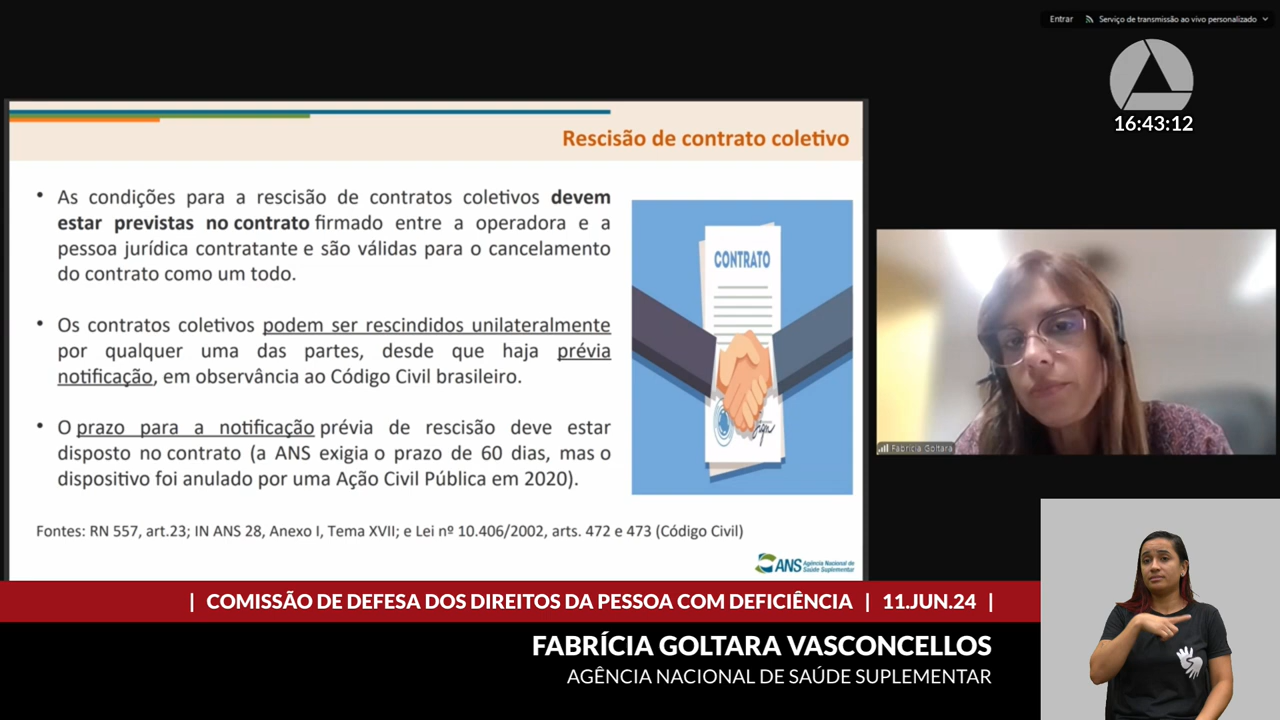 Entrar Serviço de transmissão ao vivo personalizado
16:43:12
Rescisão de contrato coletivo
• As condições para a rescisão de contratos coletivos devem
estar previstas no contrato firmado entre a operadora e a
pessoa jurídica contratante e são válidas para o cancelamento
do contrato como um todo.
• Os contratos coletivos podem ser rescindidos unilateralmente
por qualquer uma das partes, desde que haja prévia
notificação, em observância ao Código Civil brasileiro.
• O prazo para a notificação prévia de rescisão deve estar
disposto no contrato (a ANS exigia o prazo de 60 dias, mas o
dispositivo foi anulado por uma Ação Civil Pública em 2020).
CONTRATO
Fontes: RN 557, art.23; IN ANS 28, Anexo I, Tema XVII; e Lei nº 10.406/2002, arts. 472 e 473 (Código Civil)
ANS Agência Nacional de
Saúde Suplementar
Fabrícia Goltara
| COMISSÃO DE DEFESA DOS DIREITOS DA PESSOA COM DEFICIÊNCIA | 11.JUN.24 |
FABRÍCIA GOLTARA VASCONCELLOS
AGÊNCIA NACIONAL DE SAÚDE SUPLEMENTAR